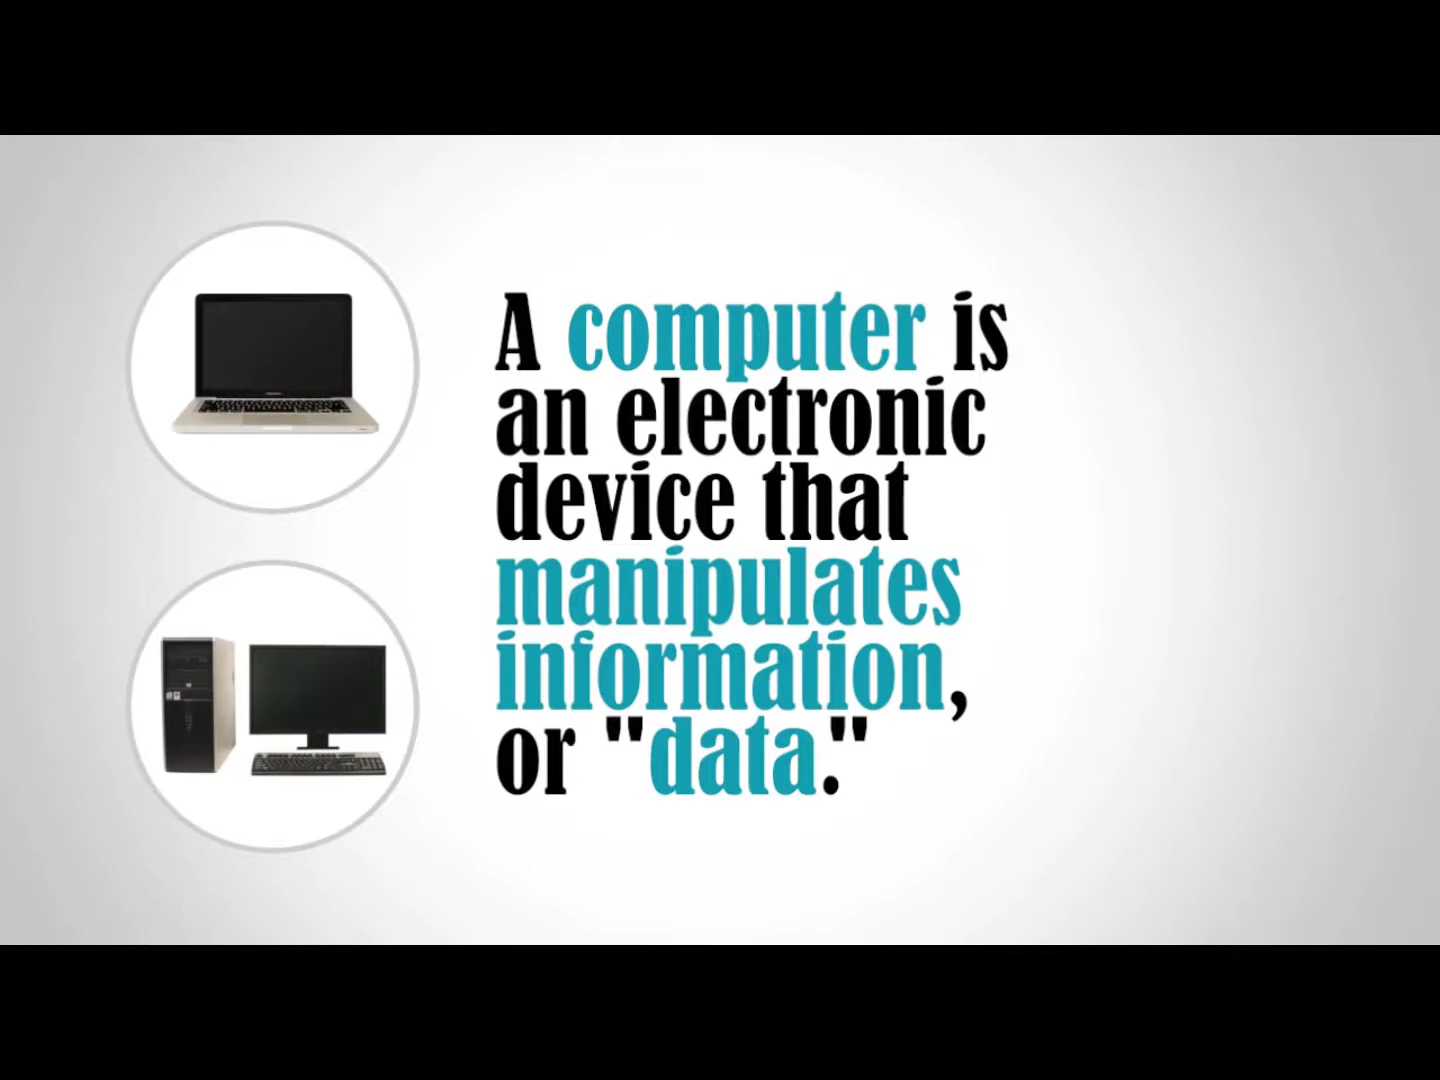 A computer is
an electronic
device that
manipulates
information,
or "data."